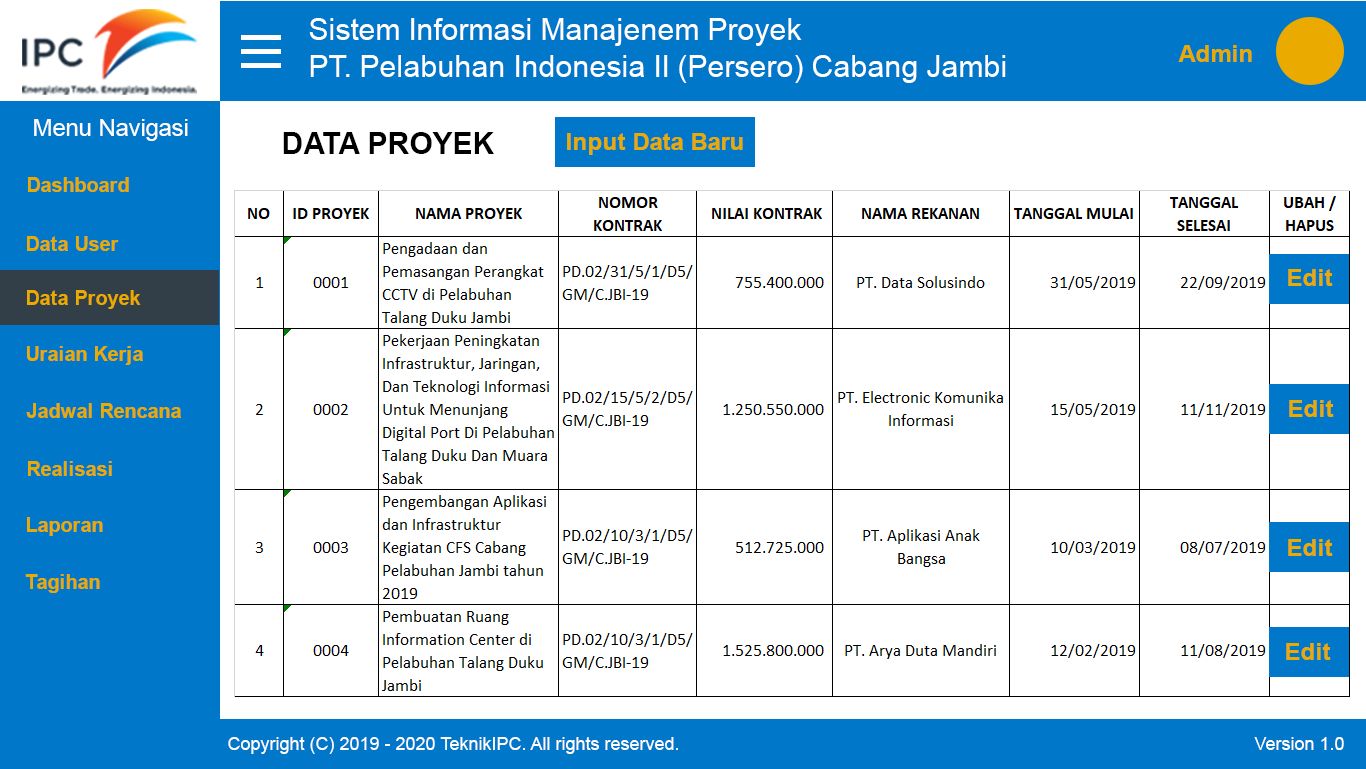 IPC
Energizing Trade. Energizing Indonesia.
Sistem Informasi Manajenem Proyek
PT. Pelabuhan Indonesia II (Persero) Cabang Jambi
Admin
Menu Navigasi
Dashboard
Data User
Data Proyek
Uraian Kerja
Jadwal Rencana
Realisasi
Laporan
Tagihan
DATA PROYEK
Input Data Baru
NO
ID PROYEK
NAMA PROYEK
NOMOR
KONTRAK
NILAI KONTRAK
NAMA REKANAN
TANGGAL MULAI
TANGGAL
SELESAI
UBAH /
HAPUS
1
0001
Pengadaan dan
Pemasangan Perangkat
CCTV di Pelabuhan
Talang Duku Jambi
PD.02/31/5/1/D5/
GM/C.JBI-19
755.400.000
PT. Data Solusindo
31/05/2019
22/09/2019
Edit
2
0002
Pekerjaan Peningkatan
Infrastruktur, Jaringan,
Dan Teknologi Informasi
Untuk Menunjang
Digital Port Di Pelabuhan
Talang Duku Dan Muara
Sabak
PD.02/15/5/2/D5/
GM/C.JBI-19
1.250.550.000
PT. Electronic Komunika
Informasi
15/05/2019
11/11/2019
Edit
3
0003
Pengembangan Aplikasi
dan Infrastruktur
Kegiatan CFS Cabang
Pelabuhan Jambi tahun
2019
PD.02/10/3/1/D5/
GM/C.JBI-19
512.725.000
PT. Aplikasi Anak
Bangsa
10/03/2019
08/07/2019
Edit
4
0004
Pembuatan Ruang
Information Center di
Pelabuhan Talang Duku
Jambi
PD.02/10/3/1/D5/
GM/C.JBI-19
1.525.800.000
PT. Arya Duta Mandiri
12/02/2019
11/08/2019
Edit
Copyright (C) 2019 - 2020 TeknikIPC. All rights reserved.
Version 1.0